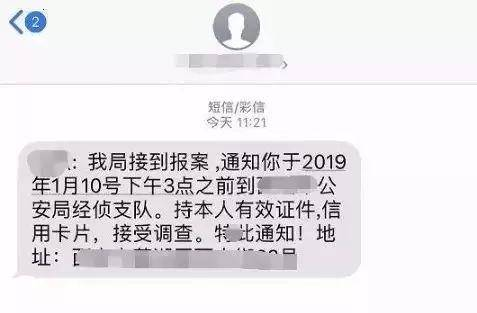 2
短信/彩信
今天 11:21
：我局接到报案,通知你于2019
年1月10号下午3点之前到 公
安局经侦支队。持本人有效证件,信
用卡片，接受调查。特此通知！地
址：